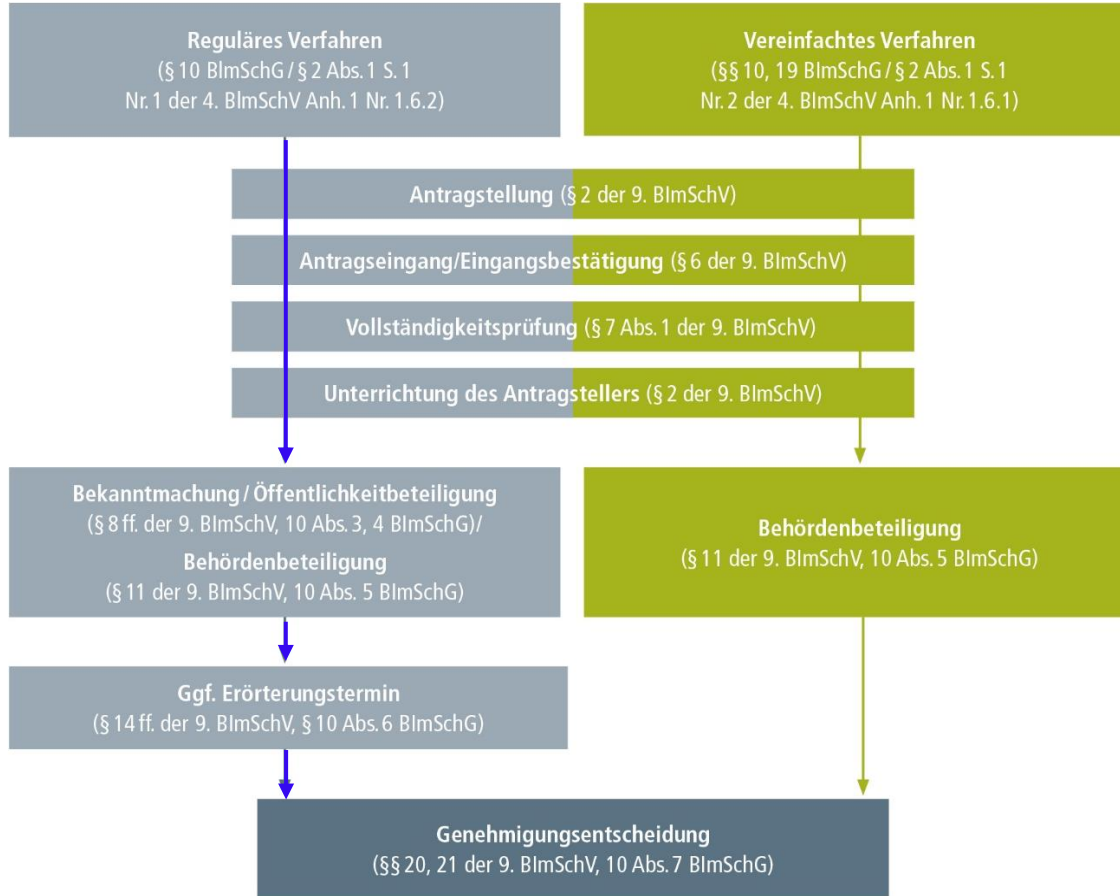 Reguläres Verfahren
(§ 10 BImSchG / § 2 Abs. 1 S. 1
Nr. 1 der 4. BImSchV Anh. 1 Nr. 1.6.2)
Vereinfachtes Verfahren
(§§ 10, 19 BImSchG / § 2 Abs. 1 S. 1
Nr. 2 der 4. BImSchV Anh. 1 Nr. 1.6.1)
Antragstellung (§ 2 der 9. BImSchV)
Antragseingang/Eingangsbestätigung (§ 6 der 9. BImSchV)
Vollständigkeitsprüfung (§ 7 Abs. 1 der 9. BImSchV)
Unterrichtung des Antragstellers (§ 2 der 9. BImSchV)
Bekanntmachung / Öffentlichkeitbeteiligung
(§ 8 ff. der 9. BImSchV, 10 Abs. 3, 4 BImSchG)/
Behördenbeteiligung
(§ 11 der 9. BImSchV, 10 Abs. 5 BImSchG)
Behördenbeteiligung
(§ 11 der 9. BImSchV, 10 Abs. 5 BImSchG)
Ggf. Erörterungstermin
(§ 14 ff. der 9. BImSchV, § 10 Abs. 6 BImSchG)
Genehmigungsentscheidung
(§§ 20, 21 der 9. BImSchV, 10 Abs. 7 BImSchG)